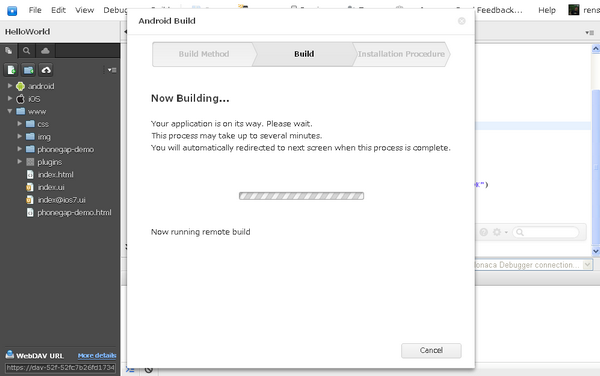 File Edit Debug
Send Feedback...
rens
HelloWorld
android
iOS
www
css
img
phonegap-demo
plugins
index.html
index.ui
index@ios7.ui
phonegap-demo.html
WebDAV URL More details
https://dav-52f-52fc7b26fd1734
Android Build
Build Method Build Installation Procedure
Now Building...
Your application is on its way. Please wait.
This process may take up to several minutes.
You will automatically redirected to next screen when this process is complete.
Now running remote build
Cancel
onaca Debugger connection...